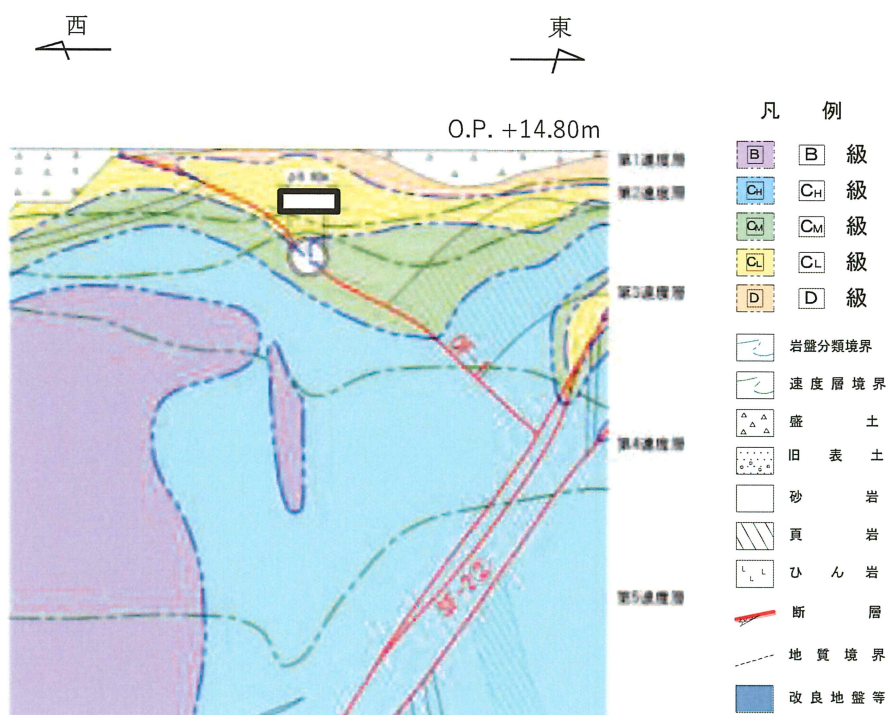 西
東
O.P. +14.80m
第1速度層
第2速度層
第3速度層
第4速度層
第5速度層
凡 例
B B 級
CH CH 級
CM CM 級
CL CL 級
D D 級
岩盤分類境界
速度層境界
盛 土
旧表土
砂 岩
頁 岩
ひん岩
断 層
地質境界
改良地盤等